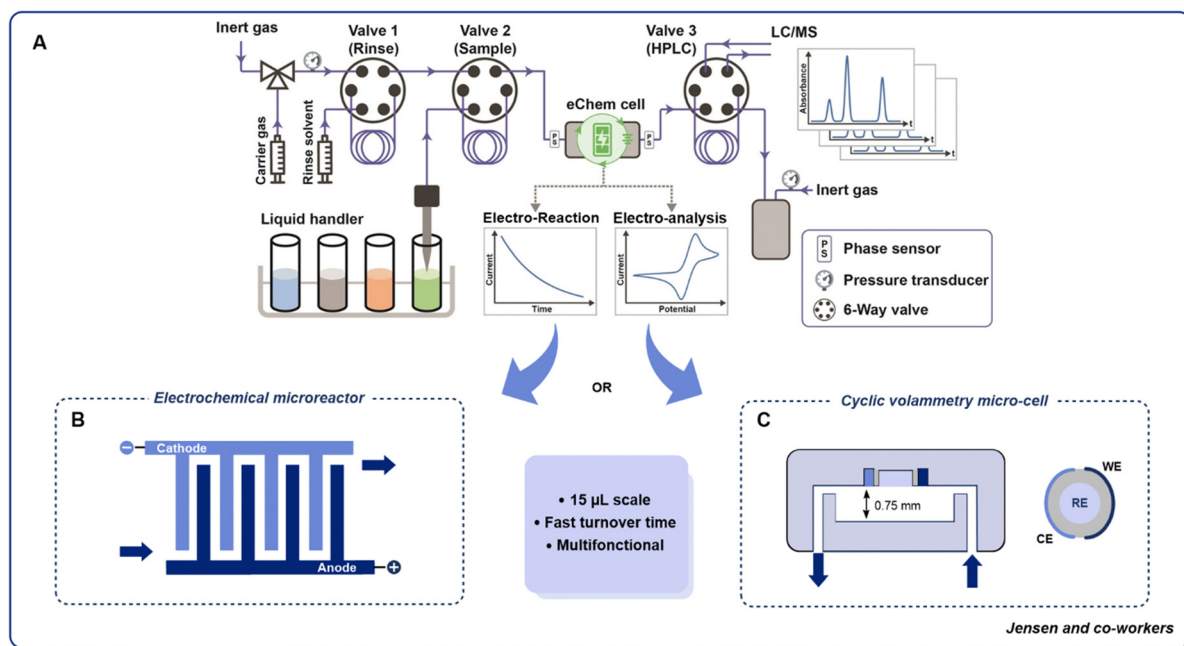 A
Inert gas
Valve 1
(Rinse)
Valve 2
(Sample)
Valve 3
(HPLC)
LC/MS
Absorbance
t
t
t
eChem cell
P
S
P
S
Carrier gas
Rinse solvent
Inert gas
Liquid handler
Electro-Reaction
Electro-analysis
Current
Time
Current
Potential
P
S
Phase sensor
Pressure transducer
6-Way valve
OR
Electrochemical microreactor
B
Cathode
−
Anode
+
• 15 µL scale
• Fast turnover time
• Multifonctional
Cyclic volammetry micro-cell
C
0.75 mm
WE
RE
CE
Jensen and co-workers